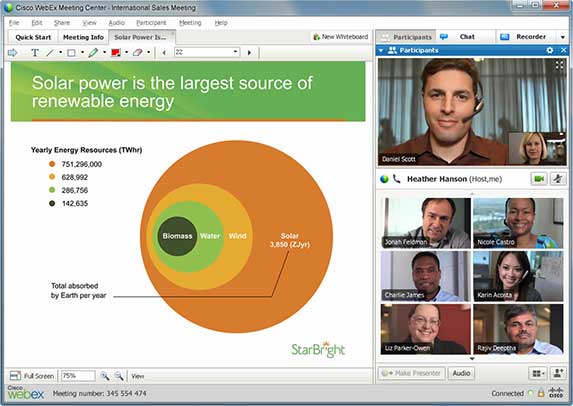 Cisco WebEx Meeting Center - International Sales Meeting
File Share View Audio Participant Meeting Help
Quick Start Meeting Info Solar Power Is... New Whiteboard
T 22
Solar power is the largest source of
renewable energy
Yearly Energy Resources (TWhr)
751,296,000
628,992
286,756
142,635
Biomass Water Wind Solar
3,850 (ZJyr)
Total absorbed
by Earth per year
StarBright
Full Screen 75% View
Participants Chat Recorder
Participants
Daniel Scott
Heather Hanson (Host,me)
Jonah Feldman Nicole Castro
Charlie James Karin Acosta
Liz Parker-Owen Rajiv Deeptha
Make Presenter Audio
Cisco
webex Meeting number: 345 554 474 Connected
CISCO